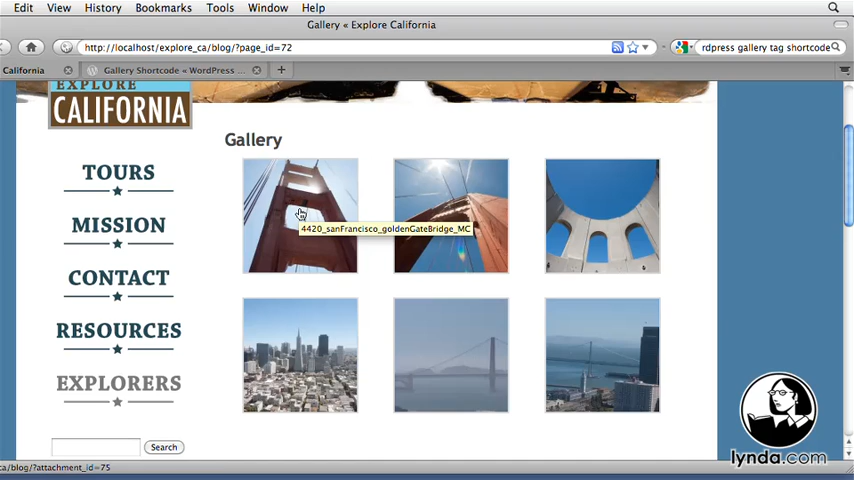 Edit View History Bookmarks Tools Window Help
Gallery « Explore California
http://localhost/explore_ca/blog/?page_id=72
rdpress gallery tag shortcode
California
Gallery Shortcode « WordPress ...
EXPLORE
CALIFORNIA
Gallery
TOURS
4420_sanFrancisco_goldenGateBridge_MC
MISSION
CONTACT
RESOURCES
EXPLORERS
Search
lynda.com
ca/blog/?attachment_id=75